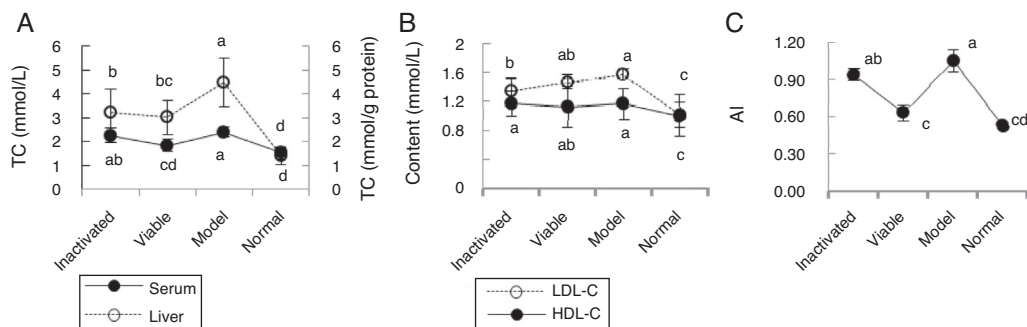 A
TC (mmol/L)
6
5
4
3
2
1
0
b
bc
a
d
ab
cd
a
d
6
5
4
3
2
1
0
TC (mmol/g protein)
Inactivated
Viable
Model
Normal
Serum
Liver
B
Content (mmol/L)
2
1.6
1.2
0.8
0
b
ab
a
c
a
ab
a
c
Inactivated
Viable
Model
Normal
LDL-C
HDL-C
C
AI
1.20
0.90
0.60
0.30
0.00
ab
c
a
cd
Inactivated
Viable
Model
Normal